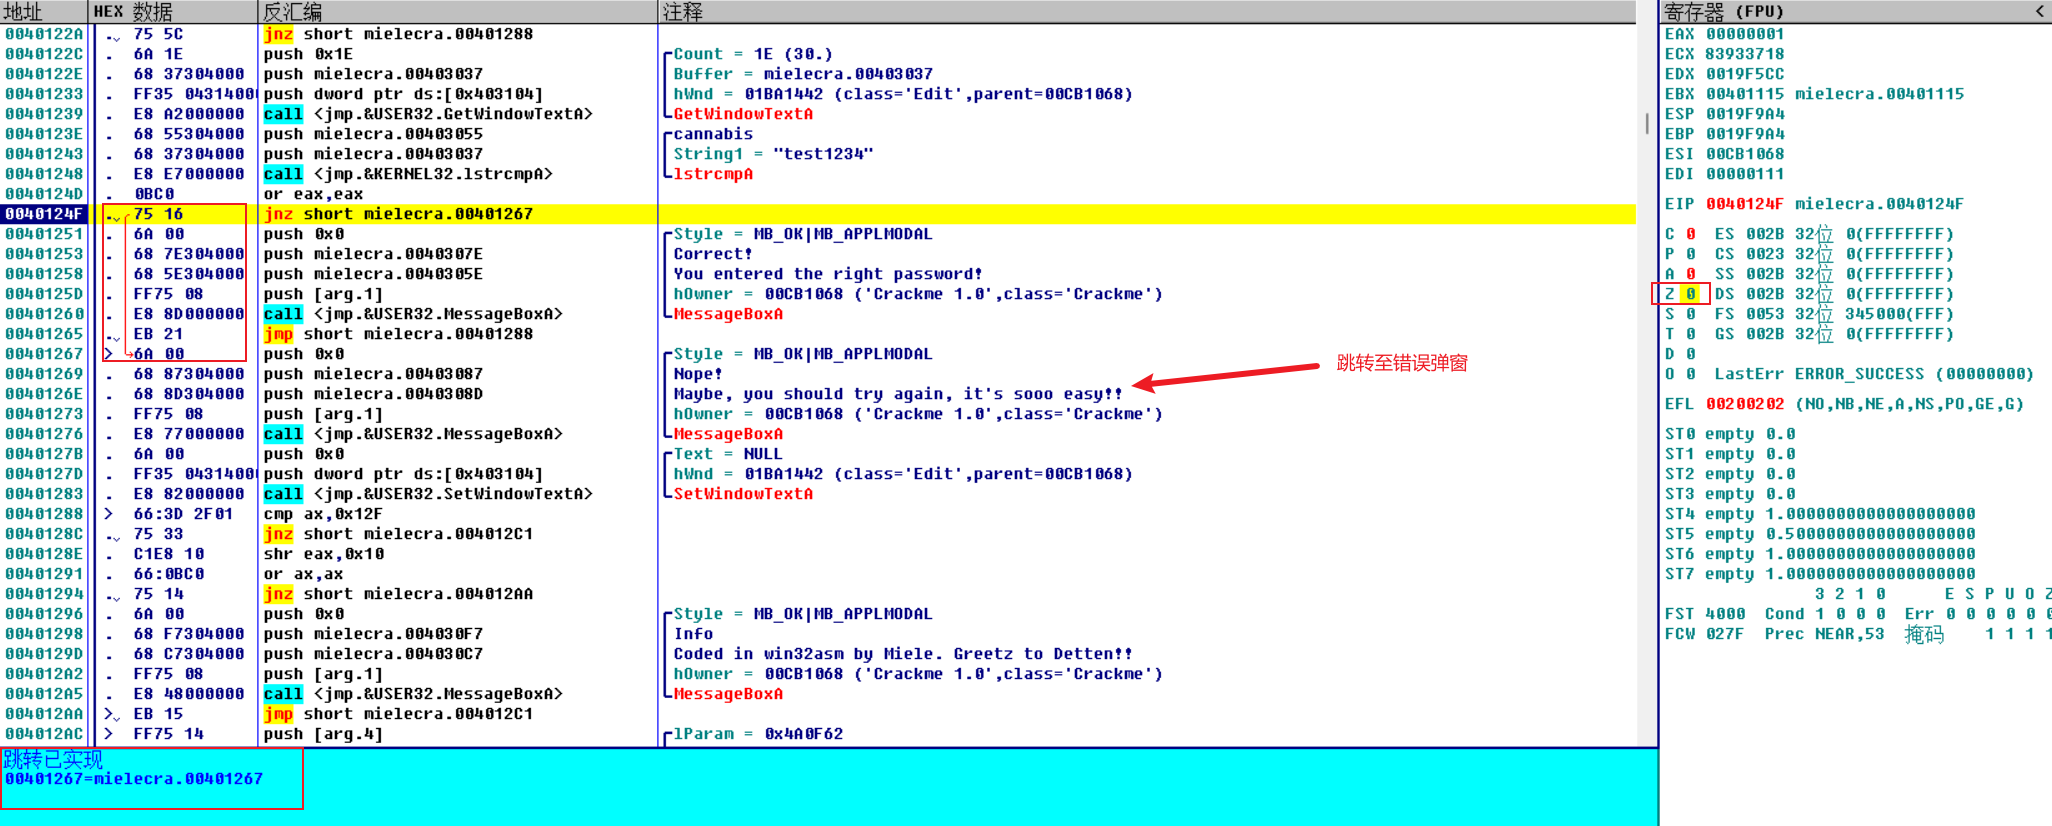 地址 HEX 数据 反汇编 注释 寄存器 (FPU) <
0040122A .⌄ 75 5C jnz short mielecra.00401288
0040122C . 6A 1E push 0x1E Count = 1E (30.)
0040122E . 68 37304000 push mielecra.00403037 Buffer = mielecra.00403037
00401233 . FF35 04314000 push dword ptr ds:[0x403104] hWnd = 01BA1442 (class='Edit',parent=00CB1068)
00401239 . E8 A2000000 call <jmp.&USER32.GetWindowTextA> GetWindowTextA
0040123E . 68 55304000 push mielecra.00403055 cannabis
00401243 . 68 37304000 push mielecra.00403037 String1 = "test1234"
00401248 . E8 E7000000 call <jmp.&KERNEL32.lstrcmpA> lstrcmpA
0040124D . 0BC0 or eax,eax
0040124F .⌄ 75 16 jnz short mielecra.00401267
00401251 . 6A 00 push 0x0 Style = MB_OK|MB_APPLMODAL
00401253 . 68 7E304000 push mielecra.0040307E Correct!
00401258 . 68 5E304000 push mielecra.0040305E You entered the right password!
0040125D . FF75 08 push [arg.1] hOwner = 00CB1068 ('Crackme 1.0',class='Crackme')
00401260 . E8 8D000000 call <jmp.&USER32.MessageBoxA> MessageBoxA
00401265 .⌄ EB 21 jmp short mielecra.00401288
00401267 > 6A 00 push 0x0 Style = MB_OK|MB_APPLMODAL
00401269 . 68 87304000 push mielecra.00403087 Nope!
0040126E . 68 8D304000 push mielecra.0040308D Maybe, you should try again, it's sooo easy!!
00401273 . FF75 08 push [arg.1] hOwner = 00CB1068 ('Crackme 1.0',class='Crackme')
00401276 . E8 77000000 call <jmp.&USER32.MessageBoxA> MessageBoxA
0040127B . 6A 00 push 0x0 Text = NULL
0040127D . FF35 04314000 push dword ptr ds:[0x403104] hWnd = 01BA1442 (class='Edit',parent=00CB1068)
00401283 . E8 82000000 call <jmp.&USER32.SetWindowTextA> SetWindowTextA
00401288 > 66:3D 2F01 cmp ax,0x12F
0040128C .⌄ 75 33 jnz short mielecra.004012C1
0040128E . C1E8 10 shr eax,0x10
00401291 . 66:0BC0 or ax,ax
00401294 .⌄ 75 14 jnz short mielecra.004012AA
00401296 . 6A 00 push 0x0 Style = MB_OK|MB_APPLMODAL
00401298 . 68 F7304000 push mielecra.004030F7 Info
0040129D . 68 C7304000 push mielecra.004030C7 Coded in win32asm by Miele. Greetz to Detten!!
004012A2 . FF75 08 push [arg.1] hOwner = 00CB1068 ('Crackme 1.0',class='Crackme')
004012A5 . E8 48000000 call <jmp.&USER32.MessageBoxA> MessageBoxA
004012AA >⌄ EB 15 jmp short mielecra.004012C1
004012AC > FF75 14 push [arg.4] lParam = 0x4A0F62
跳转至错误弹窗
跳转已实现
00401267=mielecra.00401267
EAX 00000001
ECX 83933718
EDX 0019F5CC
EBX 00401115 mielecra.00401115
ESP 0019F9A4
EBP 0019F9A4
ESI 00CB1068
EDI 00000111
EIP 0040124F mielecra.0040124F
C 0 ES 002B 32位 0(FFFFFFFF)
P 0 CS 0023 32位 0(FFFFFFFF)
A 0 SS 002B 32位 0(FFFFFFFF)
Z 0 DS 002B 32位 0(FFFFFFFF)
S 0 FS 0053 32位 345000(FFF)
T 0 GS 002B 32位 0(FFFFFFFF)
D 0
O 0 LastErr ERROR_SUCCESS (00000000)
EFL 00200202 (NO,NB,NE,A,NS,PO,GE,G)
ST0 empty 0.0
ST1 empty 0.0
ST2 empty 0.0
ST3 empty 0.0
ST4 empty 1.0000000000000000000
ST5 empty 0.5000000000000000000
ST6 empty 1.0000000000000000000
ST7 empty 1.0000000000000000000
3 2 1 0 E S P U O Z
FST 4000 Cond 1 0 0 0 Err 0 0 0 0 0 0
FCW 027F Prec NEAR,53 掩码 1 1 1 1